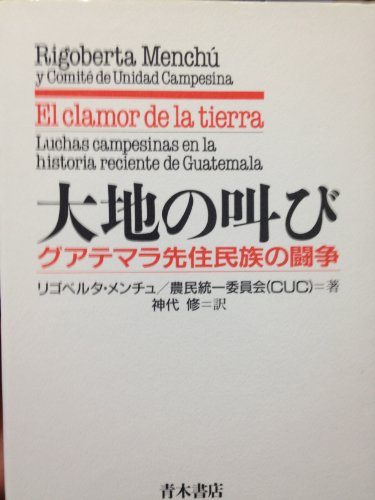 Rigoberta Menchú
y Comité de Unidad Campesina
El clamor de la tierra
Luchas campesinas en la
historia reciente de Guatemala
大地の叫び
グアテマラ先住民族の闘争
リゴベルタ・メンチュ／農民統一委員会(CUC)＝著
神代 修＝訳
青木書店